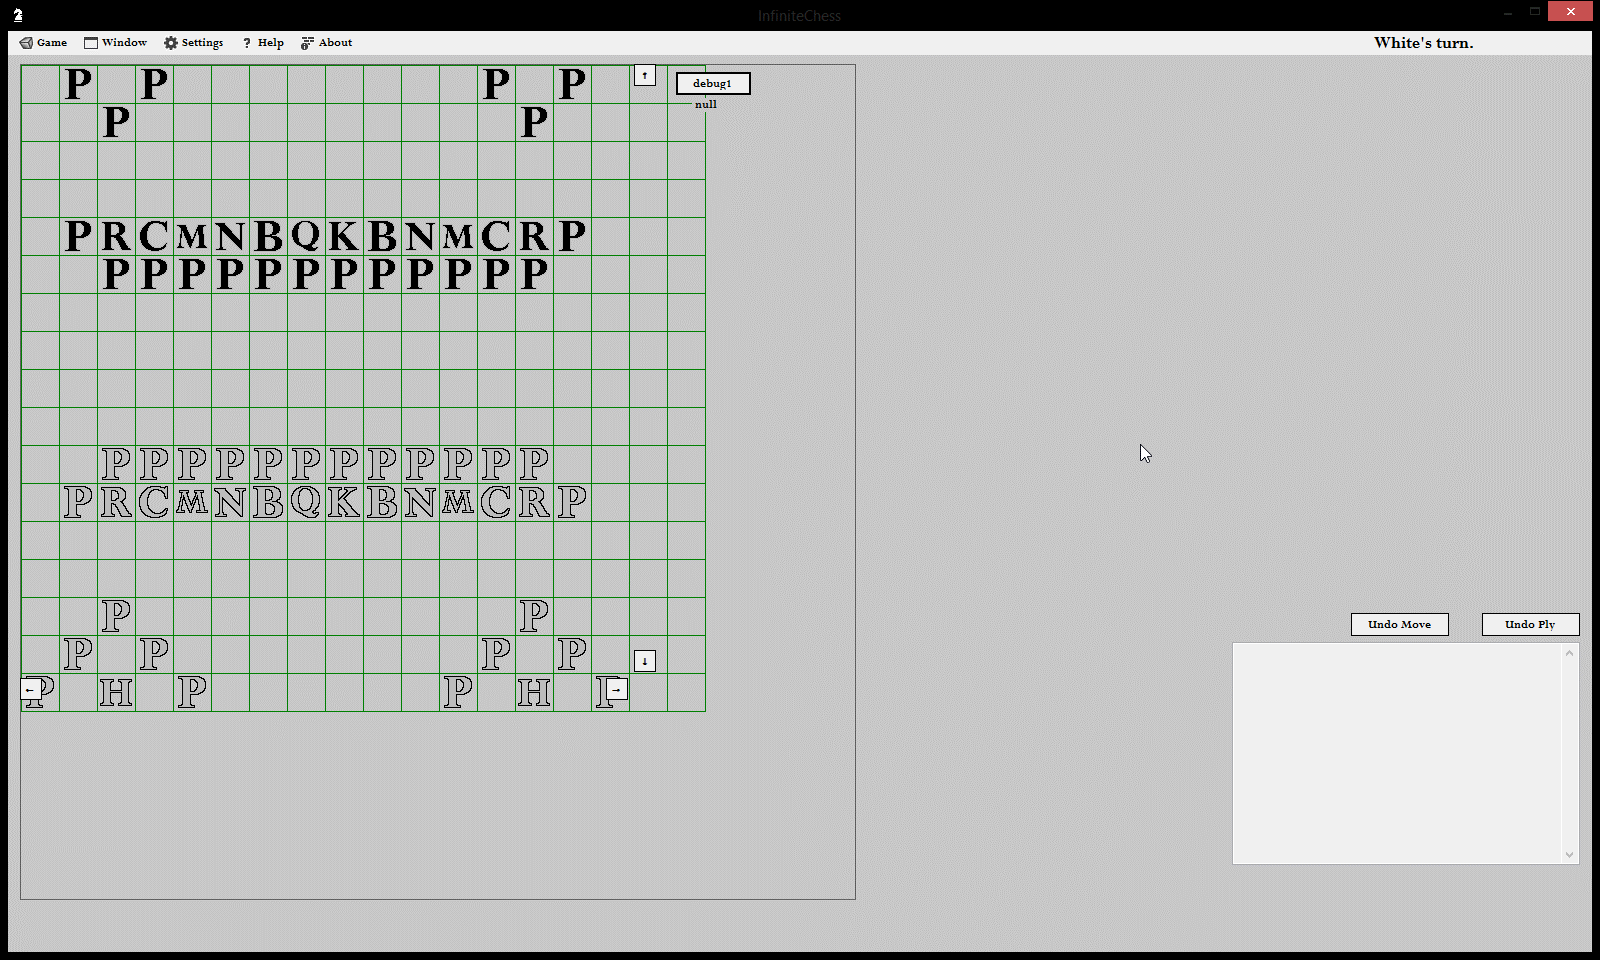 InfiniteChess
Game Window Settings ? Help About White's turn.
P P P P ↑ debug1
null
P P
P R C M N B Q K B N M C R P
P P P P P P P P P P P P
P P P P P P P P P P P P
P R C M N B Q K B N M C R P
P P
Undo Move Undo Ply
P P P P ↓
← P H P P H P →